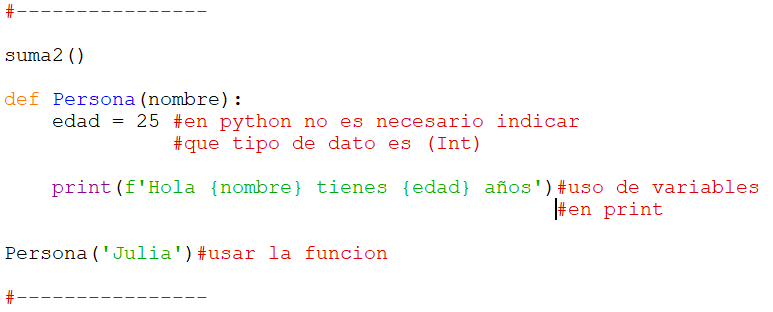 #----------------
suma2()
def Persona(nombre):
    edad = 25 #en python no es necesario indicar
              #que tipo de dato es (Int)
    print(f'Hola {nombre} tienes {edad} años')#uso de variables
                                              #en print
Persona('Julia')#usar la funcion
#----------------